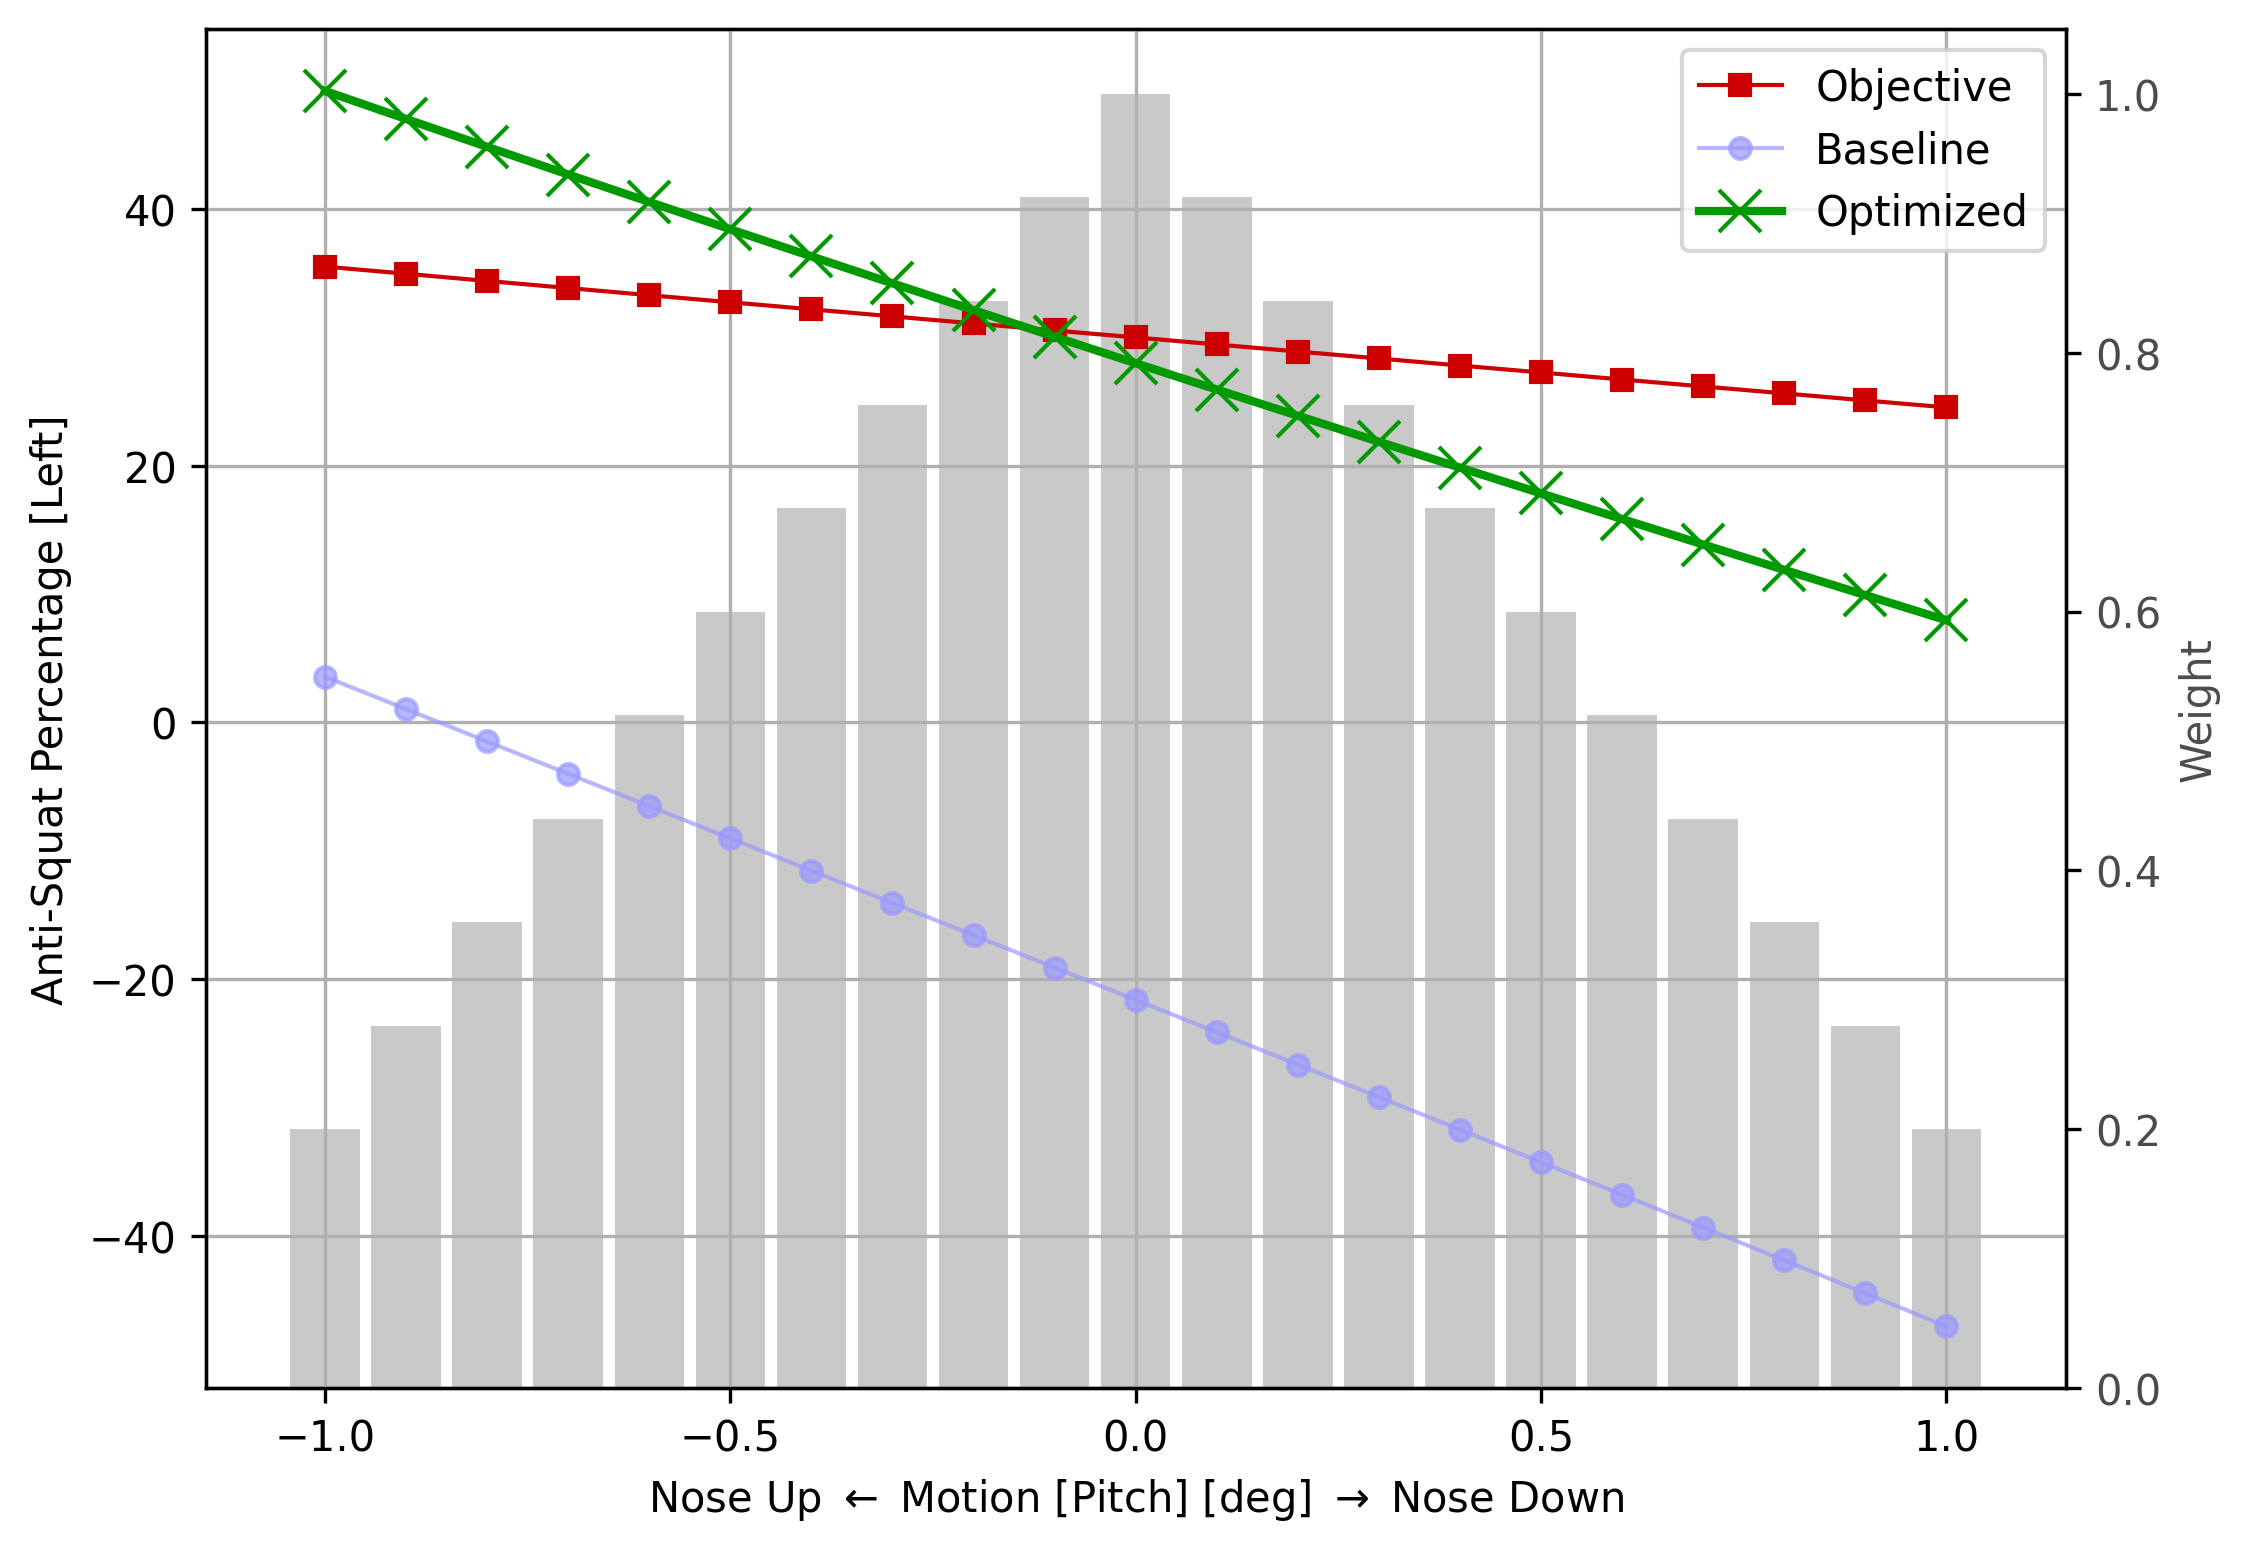 Objective
Baseline
Optimized
Anti-Squat Percentage [Left]
40
20
0
−20
−40
1.0
0.8
0.6
0.4
0.2
0.0
Weight
−1.0
−0.5
0.0
0.5
1.0
Nose Up ← Motion [Pitch] [deg] → Nose Down